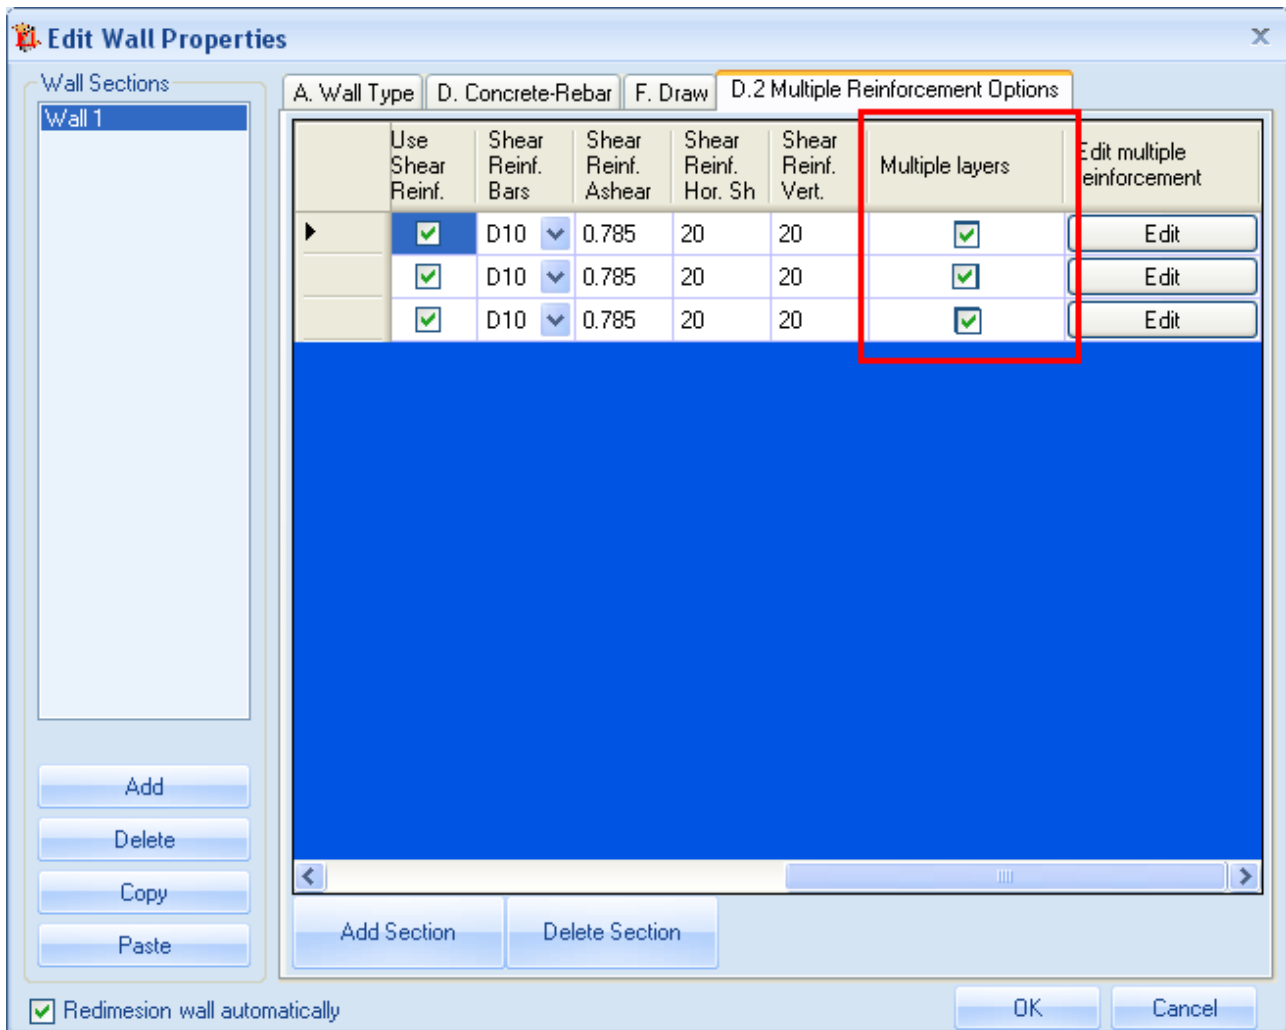 Edit Wall Properties
Wall Sections
Wall 1
Add
Delete
Copy
Paste
A. Wall Type
D. Concrete-Rebar
F. Draw
D.2 Multiple Reinforcement Options
Use
Shear
Reinf.
Shear
Reinf.
Bars
Shear
Reinf.
Ashear
Shear
Reinf.
Hor. Sh
Shear
Reinf.
Vert.
Multiple layers
Edit multiple
einforcement
D10 0.785 20 20 Edit
D10 0.785 20 20 Edit
D10 0.785 20 20 Edit
Add Section
Delete Section
Redimesion wall automatically
OK
Cancel